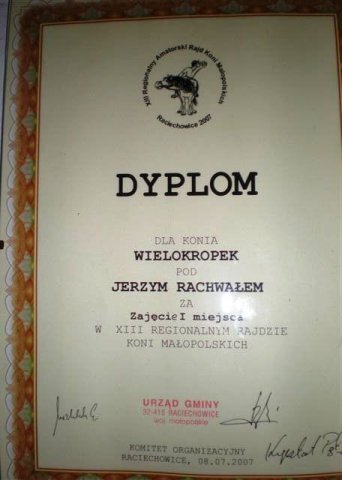 XIII Regionalny Amatorski Rajd Koni Małopolskich
Raciechowice 2007
DYPLOM
DLA KONIA
WIELOKROPEK
POD
JERZYM RACHWAŁEM
ZA
Zajęcie I miejsca
W XIII REGIONALNYM RAJDZIE
KONI MAŁOPOLSKICH
URZĄD GMINY
32-415 RACIECHOWICE
woj. małopolskie
KOMITET ORGANIZACYJNY
RACIECHOWICE, 08.07.2007